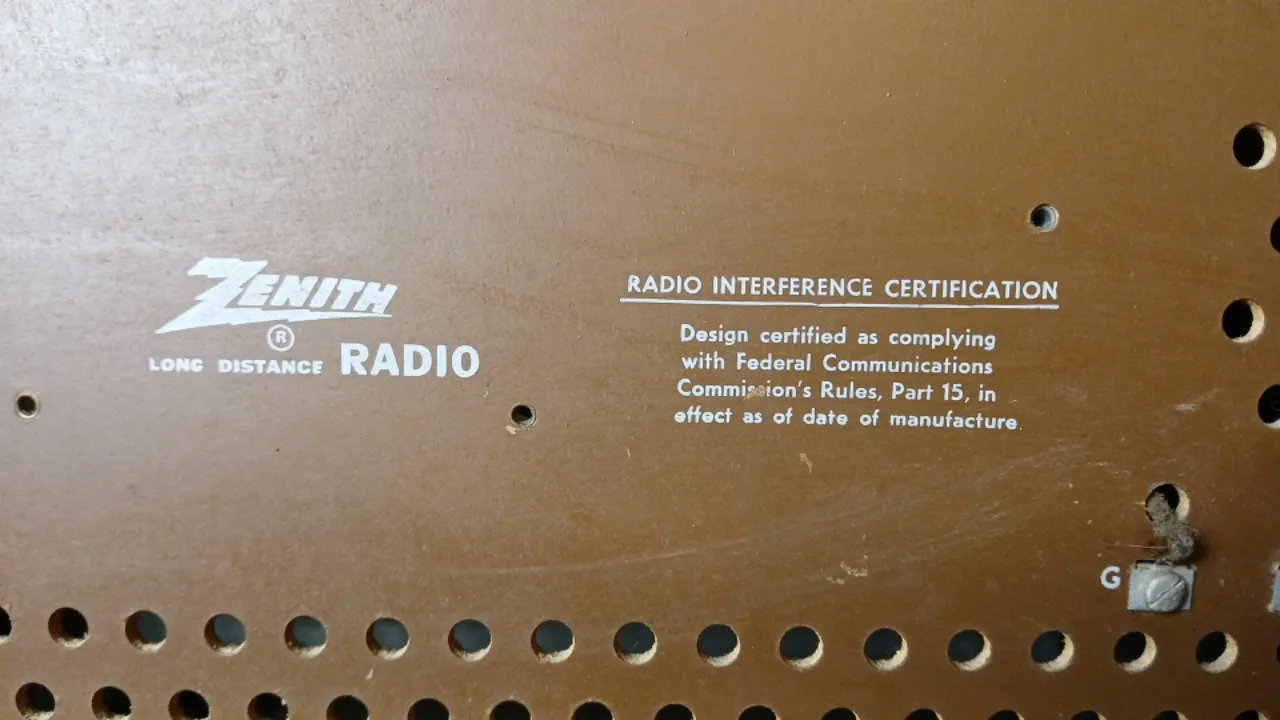 ZENITH
®
LONG DISTANCE RADIO
RADIO INTERFERENCE CERTIFICATION
Design certified as complying
with Federal Communications
Commission's Rules, Part 15, in
effect as of date of manufacture.
G